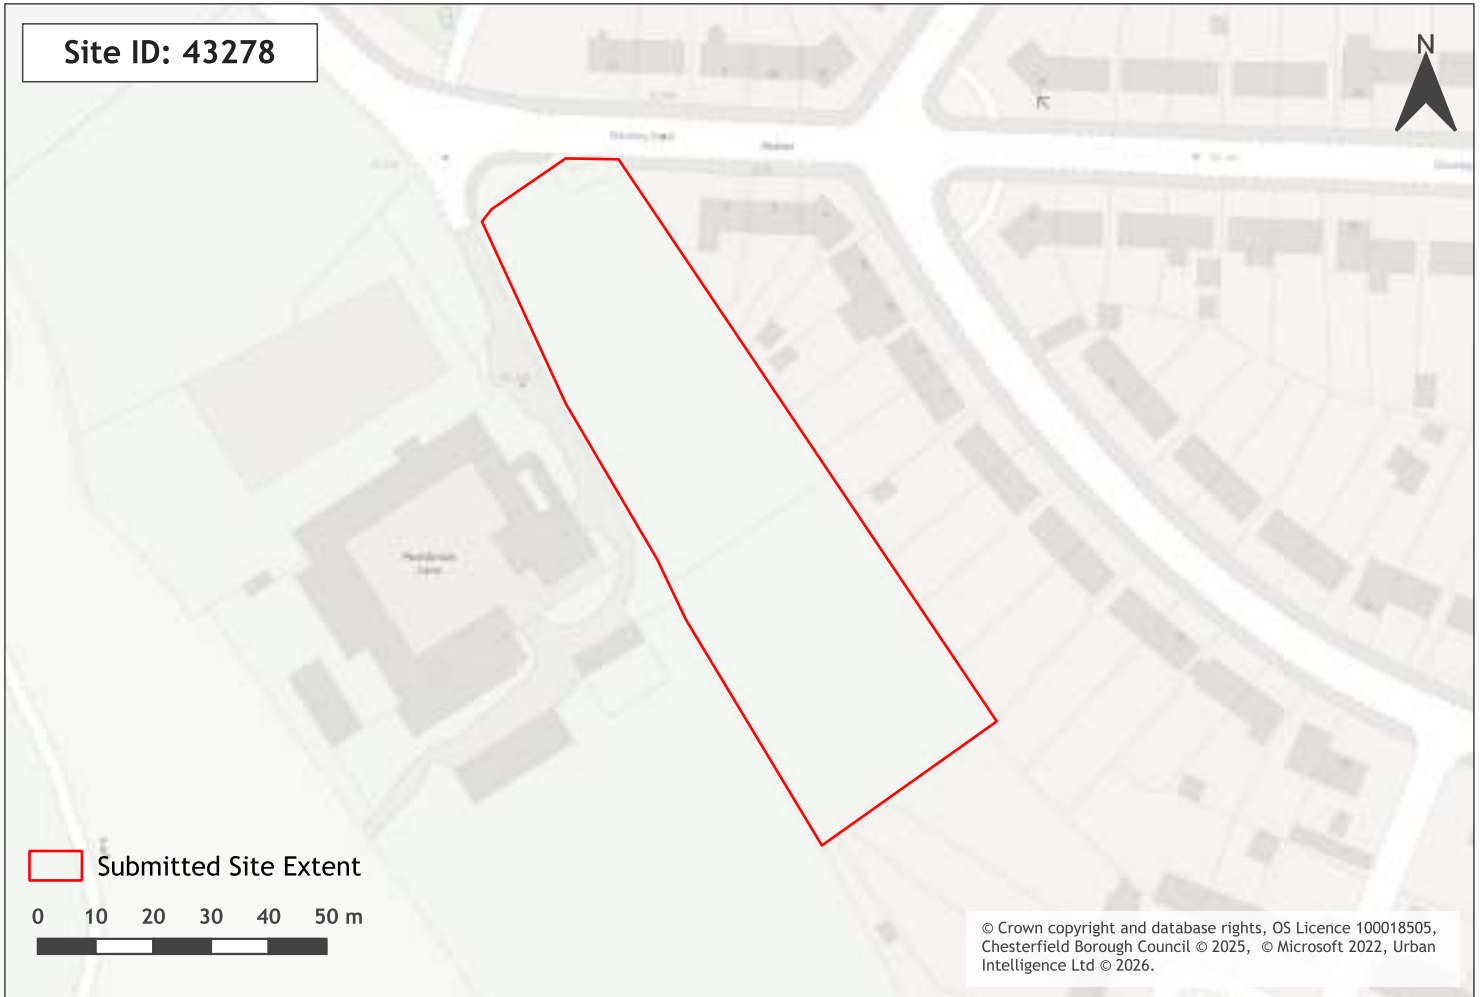 Site ID: 43278
N
Submitted Site Extent
0 10 20 30 40 50 m
© Crown copyright and database rights, OS Licence 100018505,
Chesterfield Borough Council © 2025, © Microsoft 2022, Urban
Intelligence Ltd © 2026.